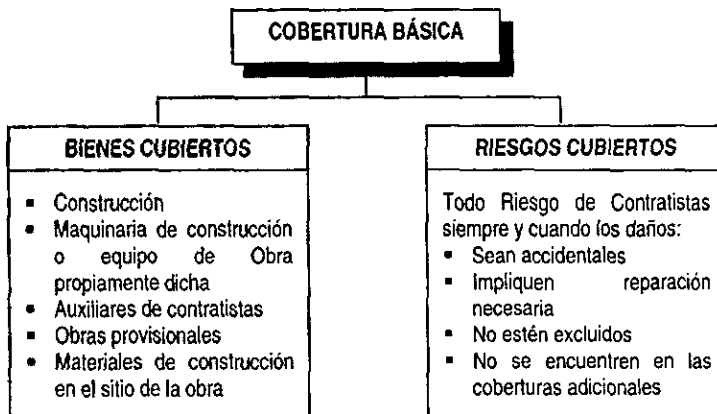 COBERTURA BÁSICA
BIENES CUBIERTOS
▪ Construcción
▪ Maquinaria de construcción
o equipo de Obra
propiamente dicha
▪ Auxiliares de contratistas
▪ Obras provisionales
▪ Materiales de construcción
en el sitio de la obra
RIESGOS CUBIERTOS
Todo Riesgo de Contratistas
siempre y cuando los daños:
▪ Sean accidentales
▪ Impliquen reparación
necesaria
▪ No estén excluidos
▪ No se encuentren en las
coberturas adicionales